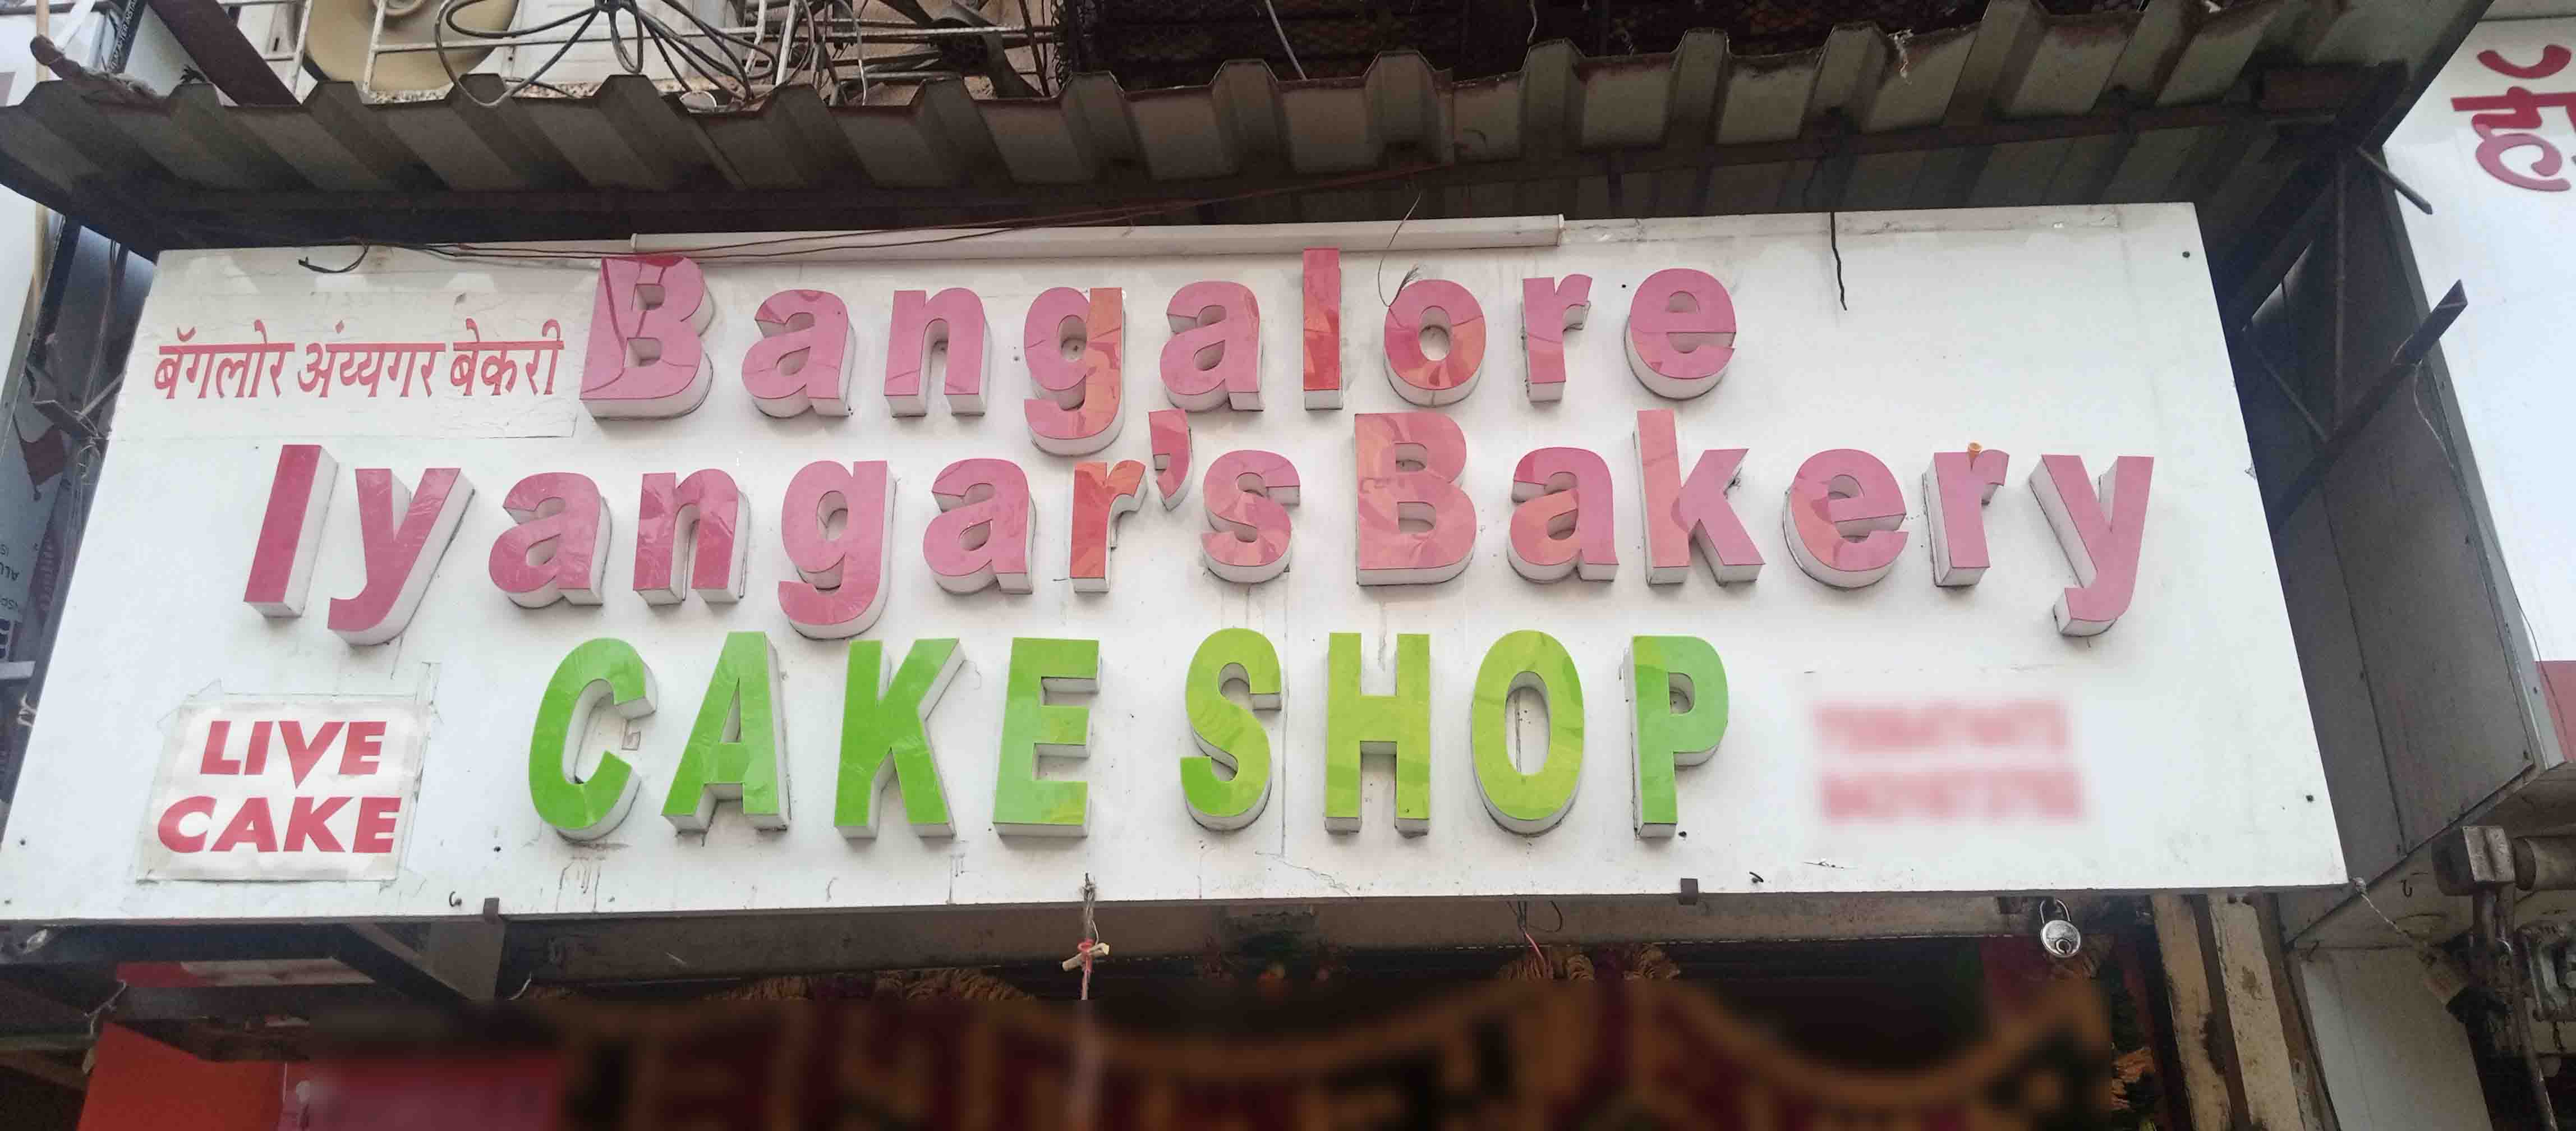 बॅगलोर अंय्यगर बेकरी
Bangalore
Iyangar's Bakery
CAKE SHOP
LIVE
CAKE